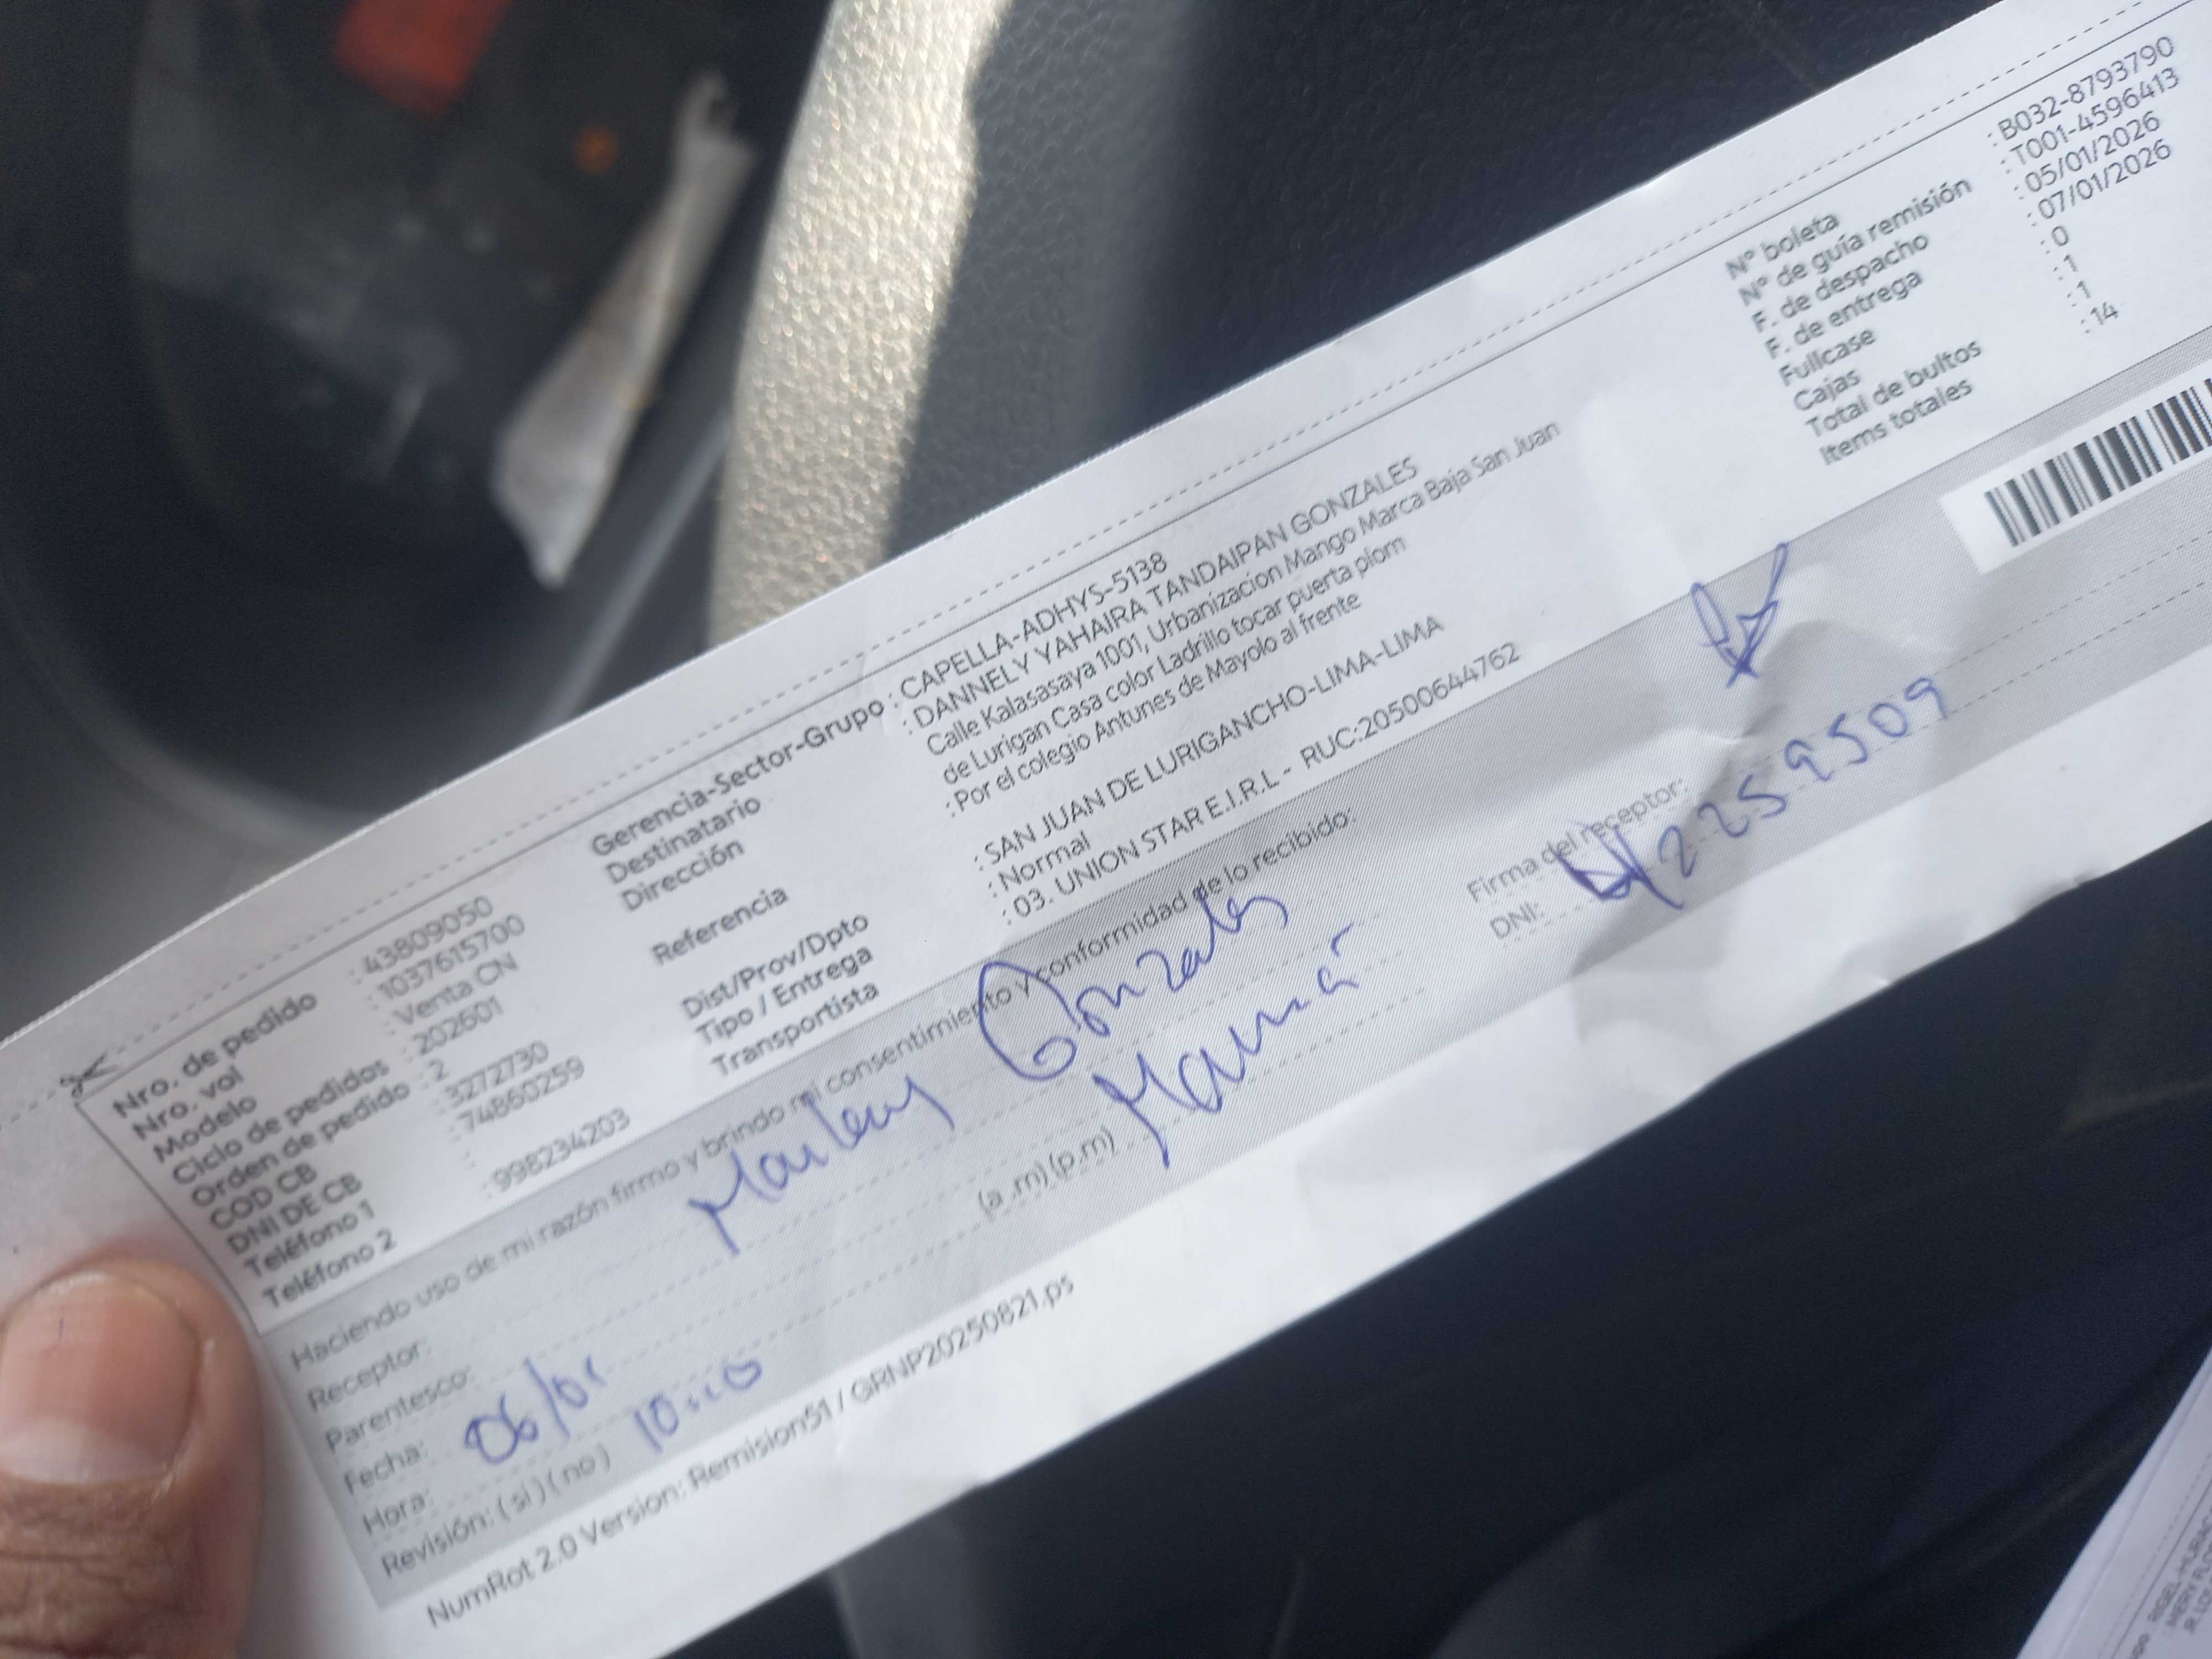 Nro. de pedido : 43809050
Nro. vol : 1037615700
Modelo : Venta CN
Ciclo de pedidos : 202601
Orden de pedido : 2
COD CB : 3272730
DNI DE CB : 74860259
Teléfono 1 :
Teléfono 2 : 998234203
Gerencia-Sector-Grupo : CAPELLA-ADHYS-5138
Destinatario : DANNELY YAHAIRA TANDAIPAN GONZALES
Dirección Calle Kalasasaya 1001, Urbanizacion Mango Marca Baja San Juan
de Lurigan Casa color Ladrillo tocar puerta plom
Referencia : Por el colegio Antunes de Mayolo al frente
Dist/Prov/Dpto : SAN JUAN DE LURIGANCHO-LIMA-LIMA
Tipo / Entrega : Normal
Transportista : 03. UNION STAR E.I.R.L - RUC:20500644762
N° boleta : B032-8793790
N° de guía remisión : T001-4596413
F. de despacho : 05/01/2026
F. de entrega : 07/01/2026
Fullcase : 0
Cajas : 1
Total de bultos : 1
Items totales : 14
Haciendo uso de mi razón firmo y brindo mi consentimiento y conformidad de lo recibido:
Receptor: Marleny Gonzales
Parentesco: Mamá
Fecha: 06/01
Hora: 10:10 (a .m) (p.m)
Revisión: ( si ) ( no )
Firma del receptor:
DNI: 42259509
NumRot 2.0 Version: Remision51 / GRNP20250821.ps